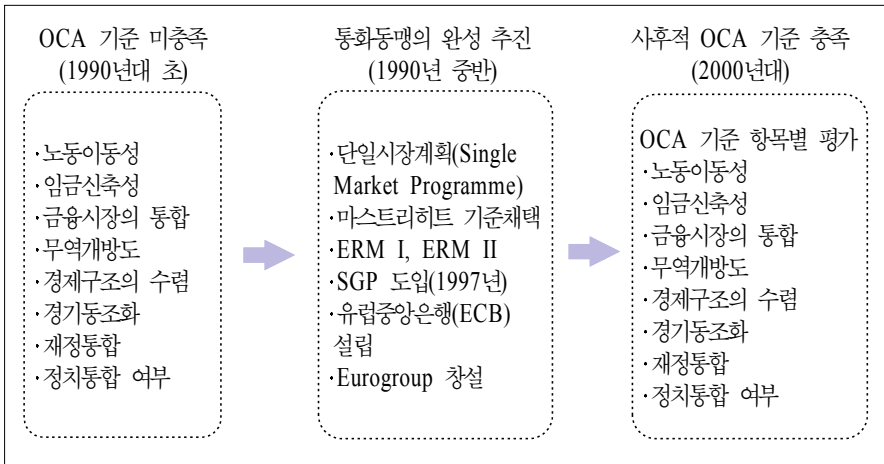 OCA 기준 미충족
(1990년대 초)
·노동이동성
·임금신축성
·금융시장의 통합
·무역개방도
·경제구조의 수렴
·경기동조화
·재정통합
·정치통합 여부
통화동맹의 완성 추진
(1990년 중반)
·단일시장계획(Single
Market Programme)
·마스트리히트 기준채택
·ERM I, ERM II
·SGP 도입(1997년)
·유럽중앙은행(ECB)
설립
·Eurogroup 창설
사후적 OCA 기준 충족
(2000년대)
OCA 기준 항목별 평가
·노동이동성
·임금신축성
·금융시장의 통합
·무역개방도
·경제구조의 수렴
·경기동조화
·재정통합
·정치통합 여부